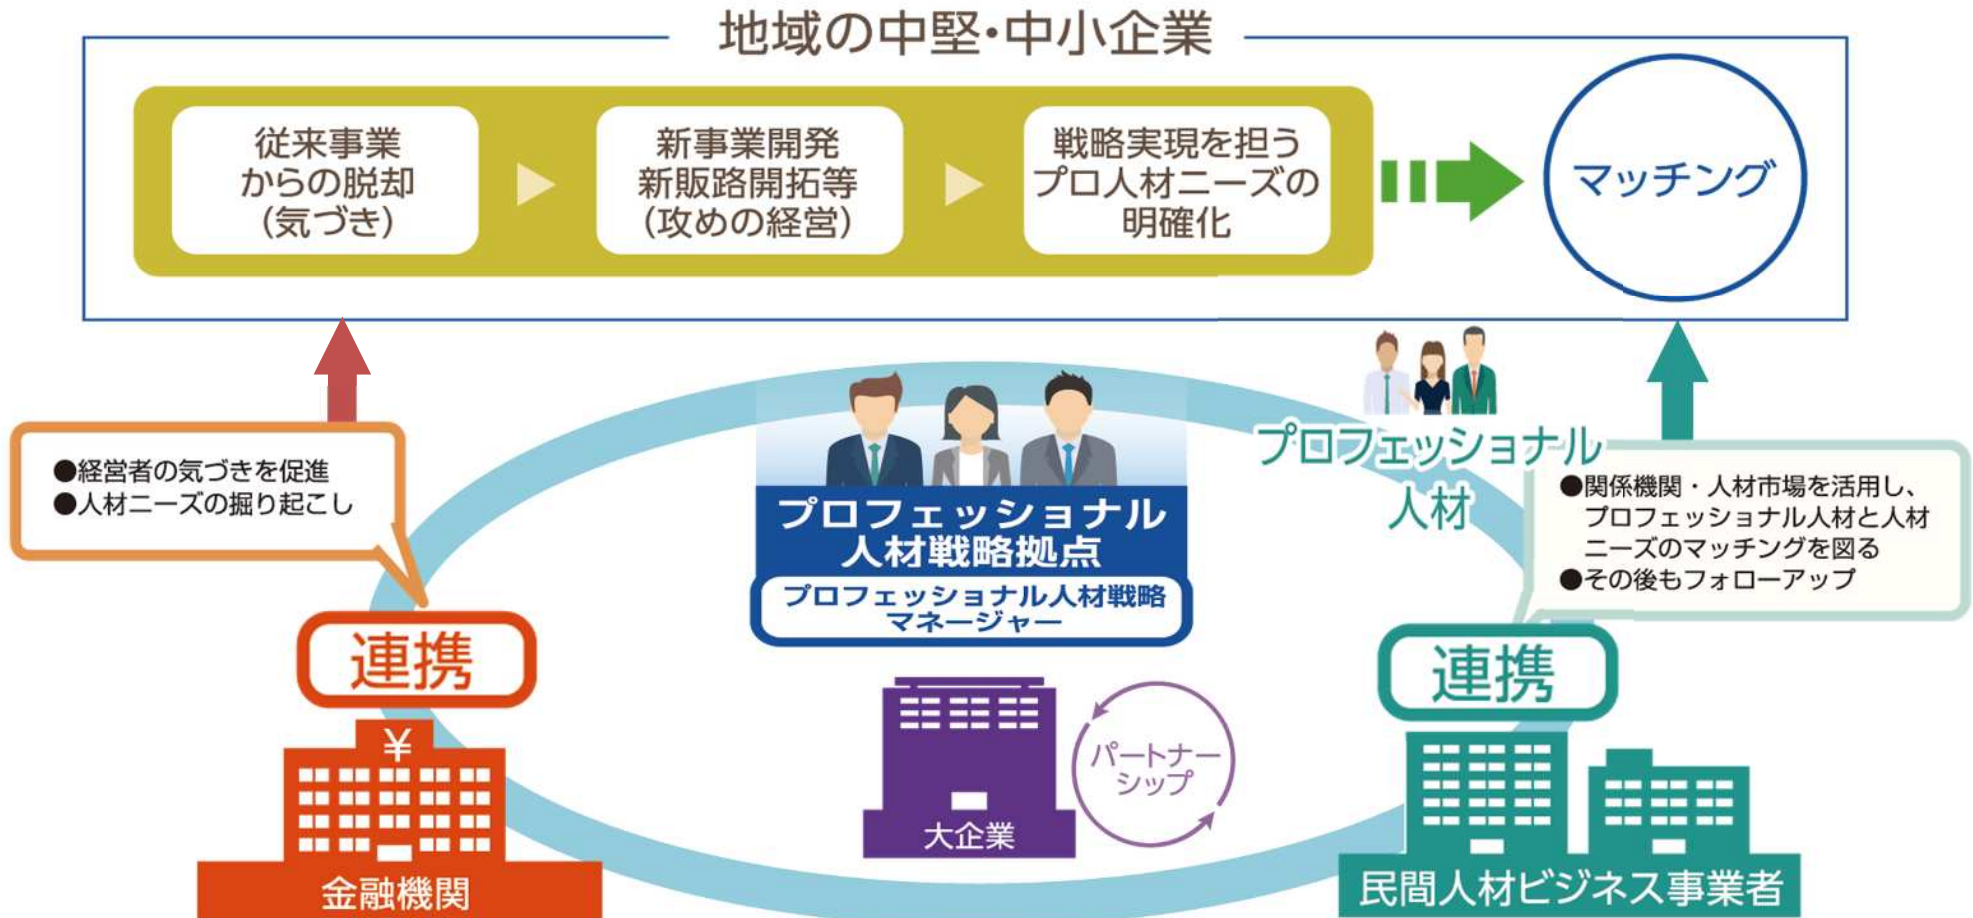 地域の中堅・中小企業
従来事業
からの脱却
(気づき)
新事業開発
新販路開拓等
(攻めの経営)
戦略実現を担う
プロ人材ニーズの
明確化
マッチング
●経営者の気づきを促進
●人材ニーズの掘り起こし
プロフェッショナル
人材戦略拠点
プロフェッショナル人材戦略
マネージャー
プロフェッショナル
人材
●関係機関・人材市場を活用し、
プロフェッショナル人材と人材
ニーズのマッチングを図る
●その後もフォローアップ
連携
¥
金融機関
大企業
パートナー
シップ
連携
民間人材ビジネス事業者